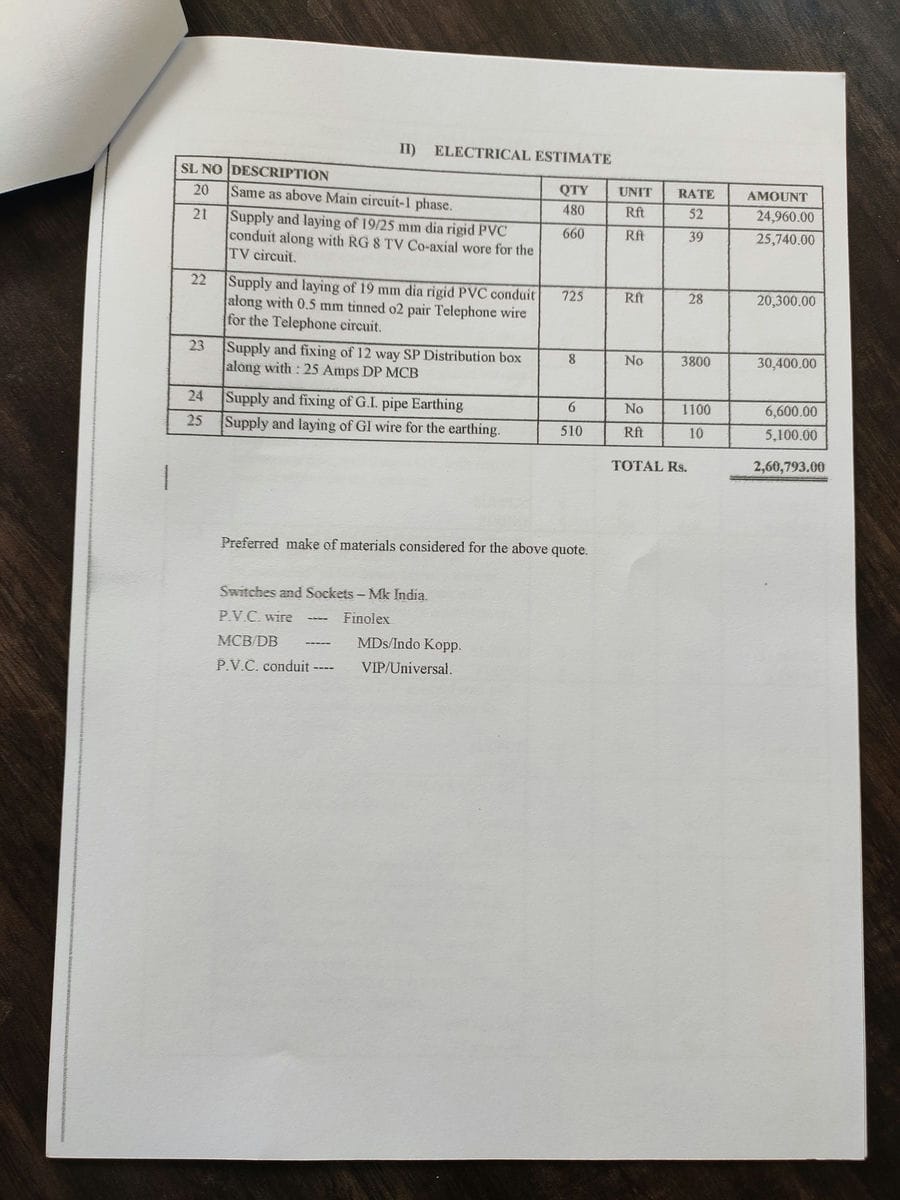 II) ELECTRICAL ESTIMATE
SL NO DESCRIPTION QTY UNIT RATE AMOUNT
20 Same as above Main circuit-1 phase. 480 Rft 52 24,960.00
21 Supply and laying of 19/25 mm dia rigid PVC 660 Rft 39 25,740.00
conduit along with RG 8 TV Co-axial wore for the
TV circuit.
22 Supply and laying of 19 mm dia rigid PVC conduit 725 Rft 28 20,300.00
along with 0.5 mm tinned o2 pair Telephone wire
for the Telephone circuit.
23 Supply and fixing of 12 way SP Distribution box 8 No 3800 30,400.00
along with : 25 Amps DP MCB
24 Supply and fixing of G.I. pipe Earthing 6 No 1100 6,600.00
25 Supply and laying of GI wire for the earthing. 510 Rft 10 5,100.00
TOTAL Rs. 2,60,793.00
Preferred make of materials considered for the above quote.
Switches and Sockets – Mk India.
P.V.C. wire ---- Finolex
MCB/DB ----- MDs/Indo Kopp.
P.V.C. conduit ---- VIP/Universal.